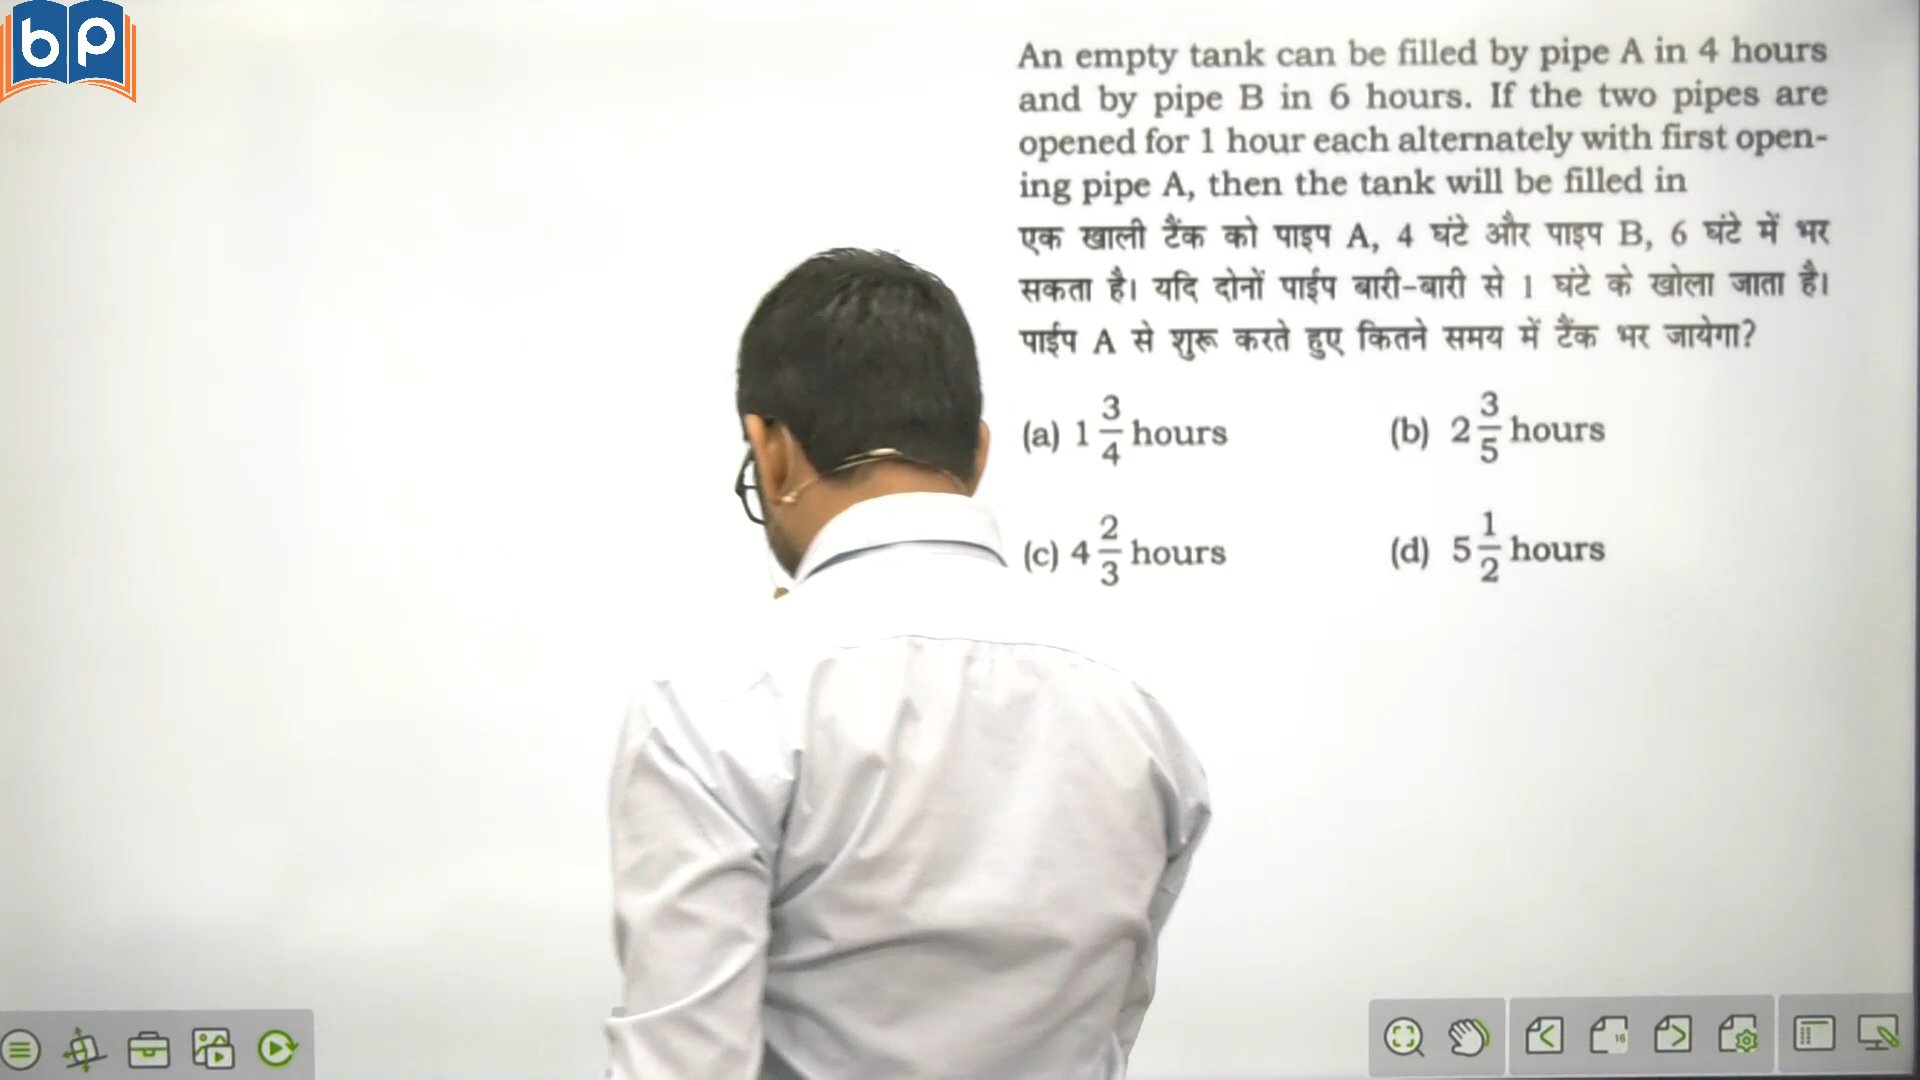 bp
An empty tank can be filled by pipe A in 4 hours
and by pipe B in 6 hours. If the two pipes are
opened for 1 hour each alternately with first open-
ing pipe A, then the tank will be filled in
एक खाली टैंक को पाइप A, 4 घंटे और पाइप B, 6 घंटे में भर
सकता है। यदि दोनों पाईप बारी-बारी से 1 घंटे के खोला जाता है।
पाईप A से शुरू करते हुए कितने समय में टैंक भर जायेगा?
(a) 1 3/4 hours (b) 2 3/5 hours
(c) 4 2/3 hours (d) 5 1/2 hours
16